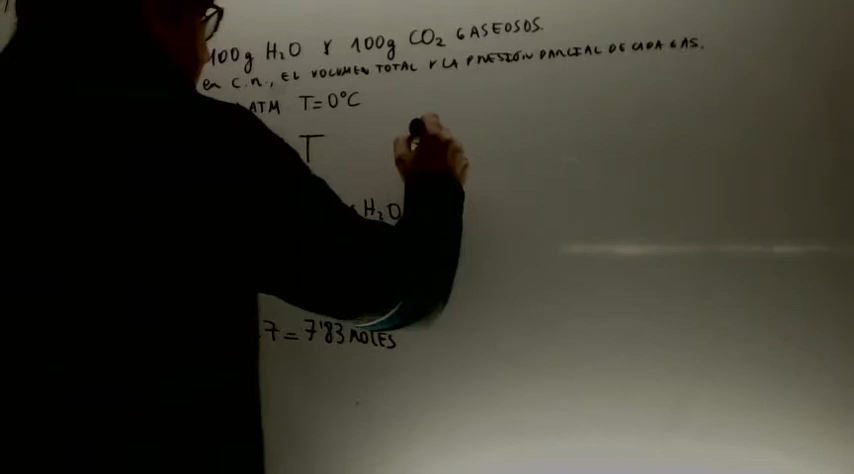 100g H₂O Y 100g CO₂ GASEOSOS.
en C.N., EL VOLUMEN TOTAL Y LA PRESIÓN PARCIAL DE CADA GAS.
ATM T=0°C
T
H₂O
7 = 7'83 MOLES